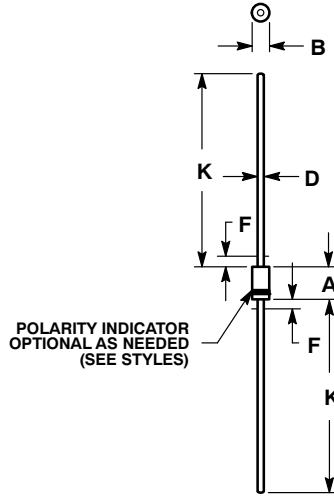 B
K
D
F
A
POLARITY INDICATOR
OPTIONAL AS NEEDED
(SEE STYLES)
F
K